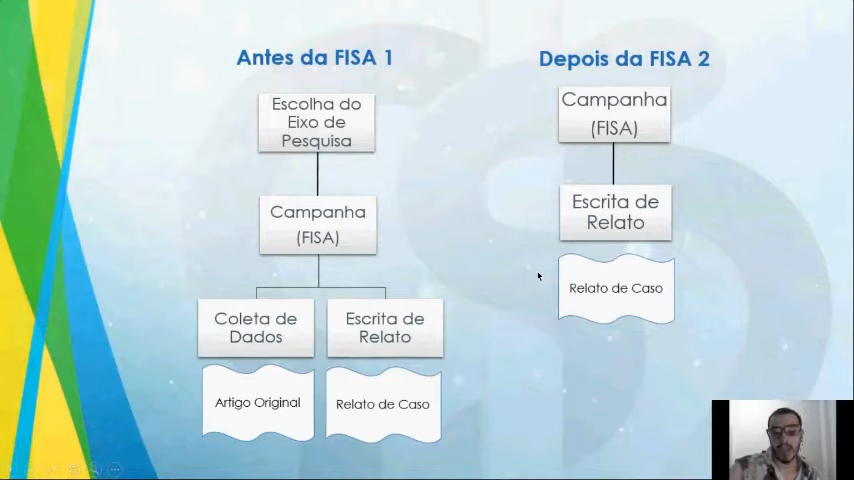 Antes da FISA 1
Escolha do
Eixo de
Pesquisa
Campanha
(FISA)
Coleta de
Dados
Escrita de
Relato
Artigo Original
Relato de Caso
Depois da FISA 2
Campanha
(FISA)
Escrita de
Relato
Relato de Caso